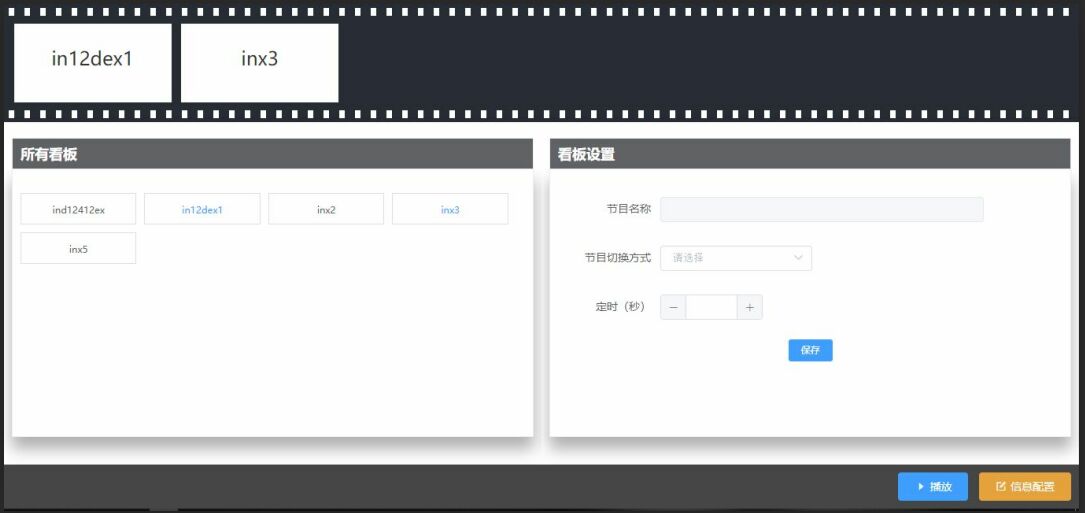 in12dex1 inx3
所有看板
ind12412ex in12dex1 inx2 inx3
inx5
看板设置
节目名称
节目切换方式 请选择
定时（秒） － ＋
保存
播放 信息配置